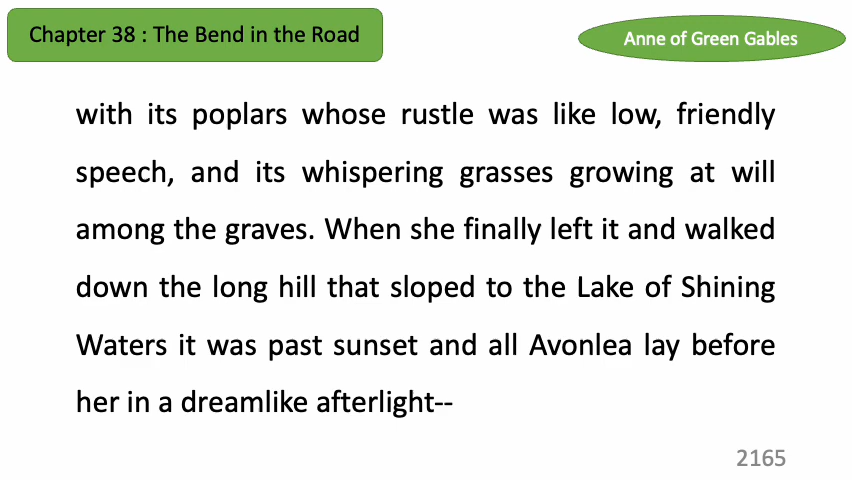 Chapter 38 : The Bend in the Road
Anne of Green Gables
with its poplars whose rustle was like low, friendly
speech, and its whispering grasses growing at will
among the graves. When she finally left it and walked
down the long hill that sloped to the Lake of Shining
Waters it was past sunset and all Avonlea lay before
her in a dreamlike afterlight--
2165